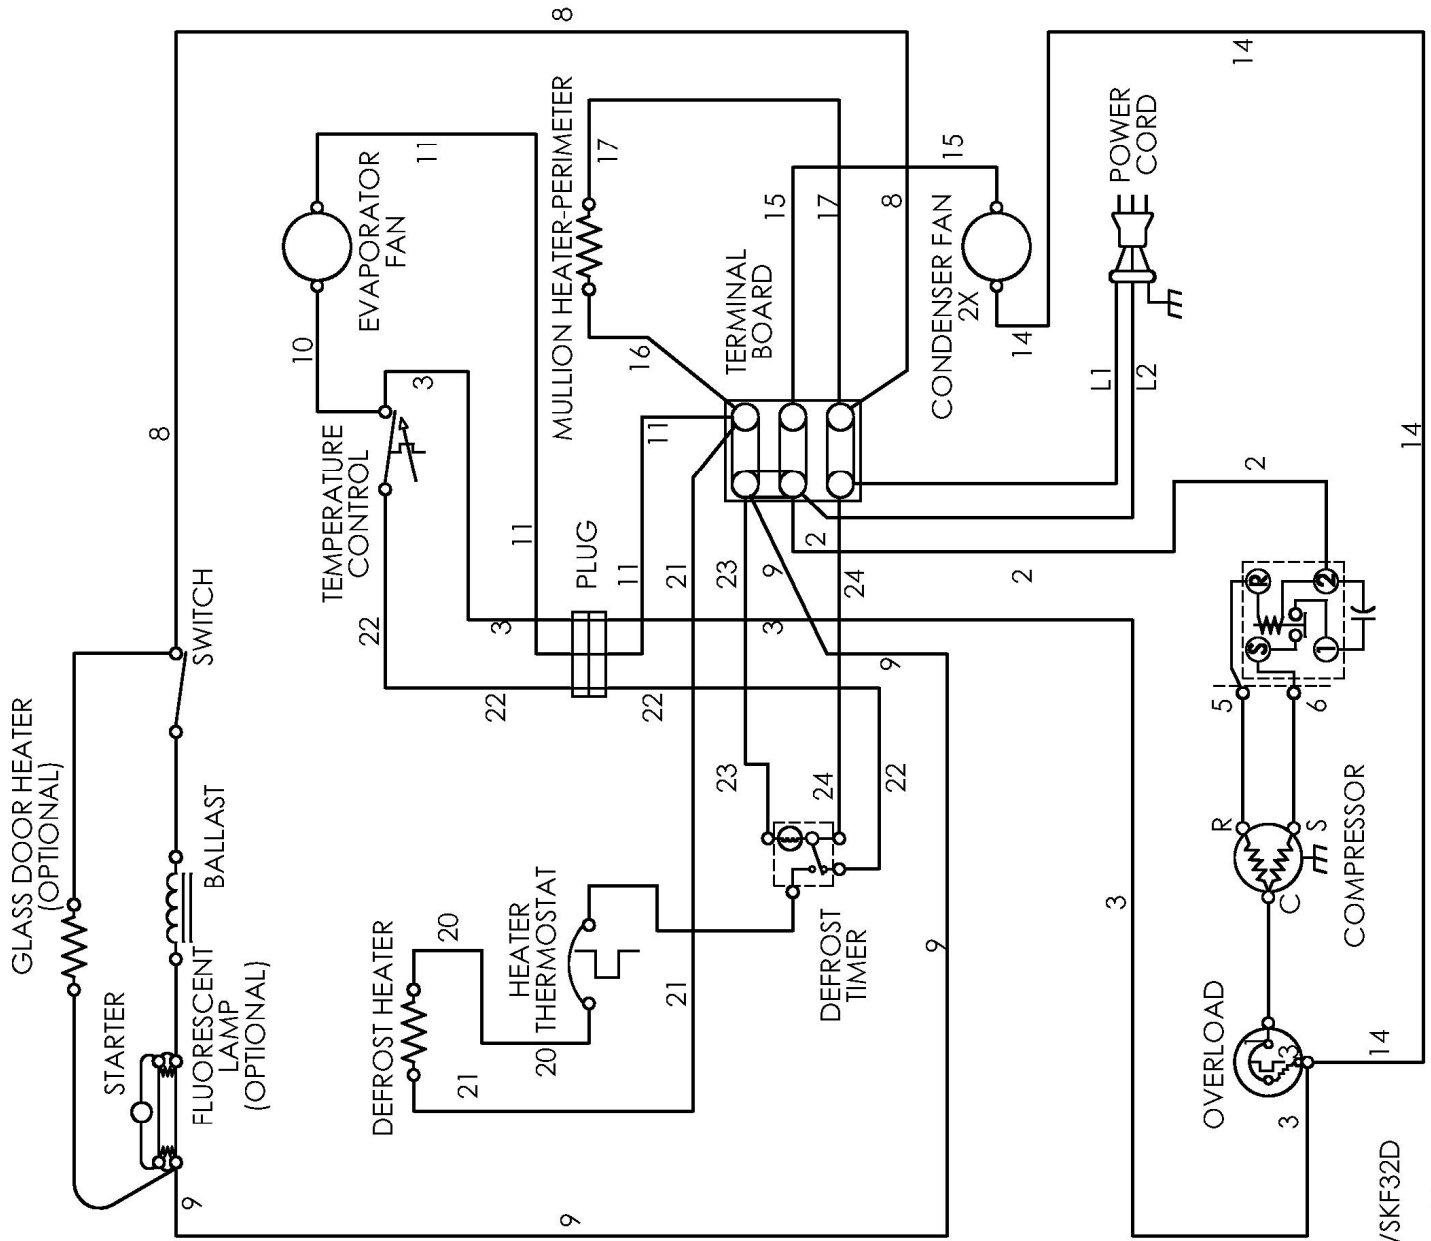 GLASS DOOR HEATER
(OPTIONAL)
STARTER
FLUORESCENT
LAMP
(OPTIONAL)
BALLAST
SWITCH
8
8
9
9
DEFROST HEATER
21
20
20
HEATER
THERMOSTAT
21
TEMPERATURE
CONTROL
22
22
22
3
3
10
EVAPORATOR
FAN
11
11
PLUG
11
11
21
MULLION HEATER-PERIMETER
16
17
TERMINAL
BOARD
15
17
8
15
23
9
2
24
3
9
23
24
22
DEFROST
TIMER
9
CONDENSER FAN
2X
14
14
POWER
CORD
L1
L2
2
2
14
3
R
2
S
1
5
6
R
S
C
COMPRESSOR
OVERLOAD
1
3
3
14
/SKF32D